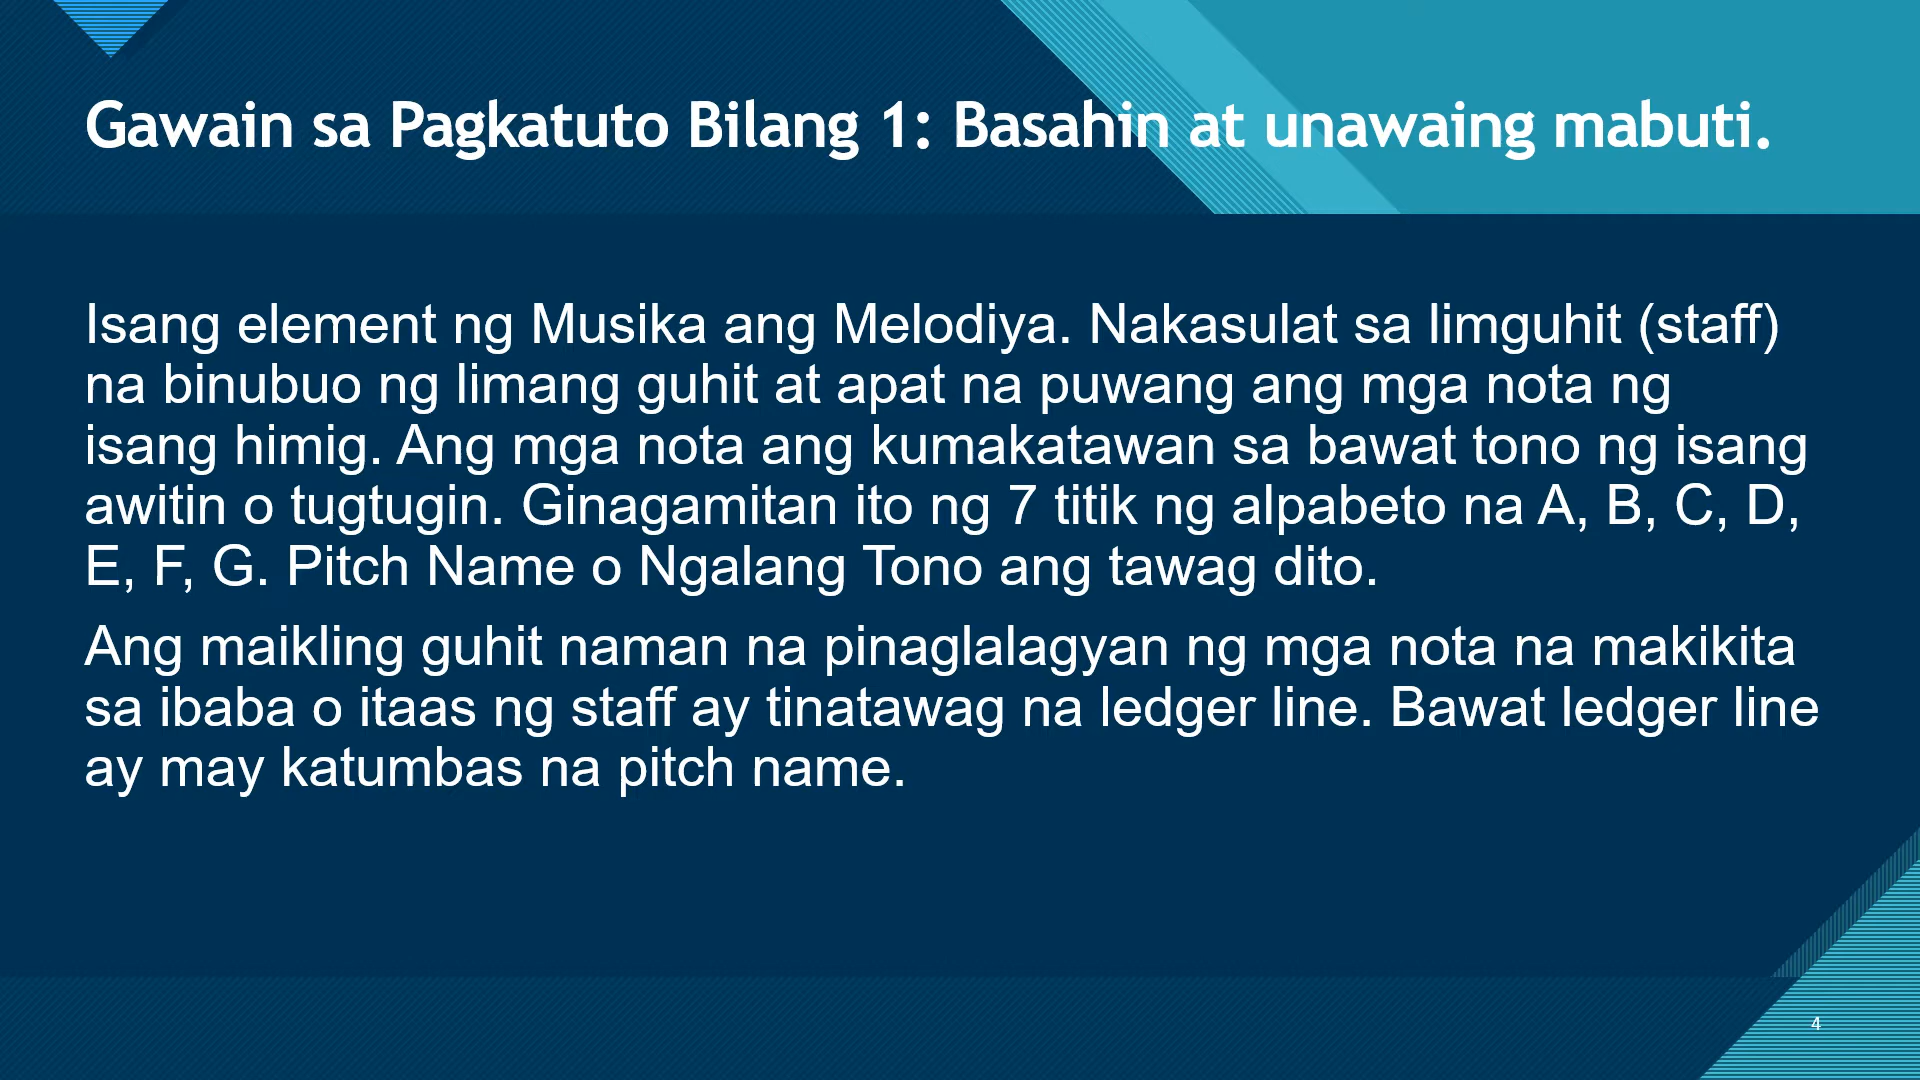 Gawain sa Pagkatuto Bilang 1: Basahin at unawaing mabuti.
Isang element ng Musika ang Melodiya. Nakasulat sa limguhit (staff)
na binubuo ng limang guhit at apat na puwang ang mga nota ng
isang himig. Ang mga nota ang kumakatawan sa bawat tono ng isang
awitin o tugtugin. Ginagamitan ito ng 7 titik ng alpabeto na A, B, C, D,
E, F, G. Pitch Name o Ngalang Tono ang tawag dito.
Ang maikling guhit naman na pinaglalagyan ng mga nota na makikita
sa ibaba o itaas ng staff ay tinatawag na ledger line. Bawat ledger line
ay may katumbas na pitch name.
4